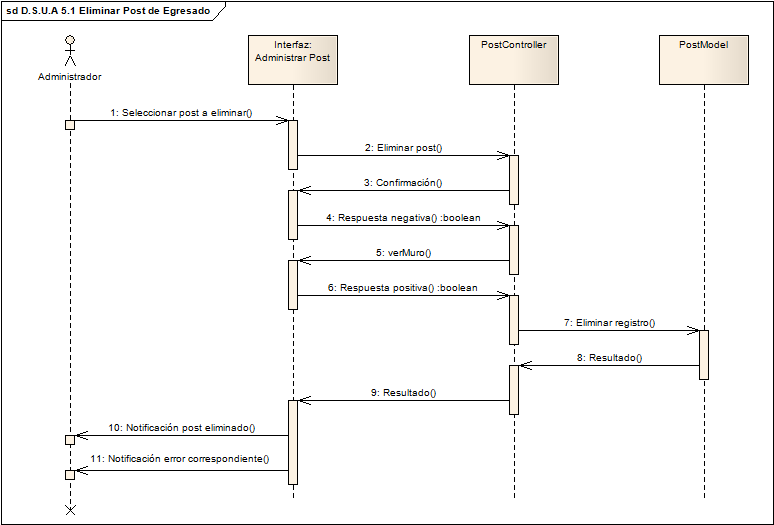 sd D.S.U.A 5.1 Eliminar Post de Egresado
Administrador
Interfaz:
Administrar Post
PostController
PostModel
1: Seleccionar post a eliminar()
2: Eliminar post()
3: Confirmación()
4: Respuesta negativa() :boolean
5: verMuro()
6: Respuesta positiva() :boolean
7: Eliminar registro()
8: Resultado()
9: Resultado()
10: Notificación post eliminado()
11: Notificación error correspondiente()